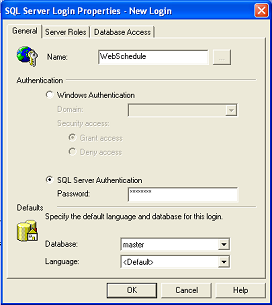 SQL Server Login Properties - New Login
General Server Roles Database Access
Name: WebSchedule ...
Authentication
Windows Authentication
Domain:
Security access:
Grant access
Deny access
SQL Server Authentication
Password: *******
Defaults
Specify the default language and database for this login.
Database: master
Language: <Default>
OK Cancel Help